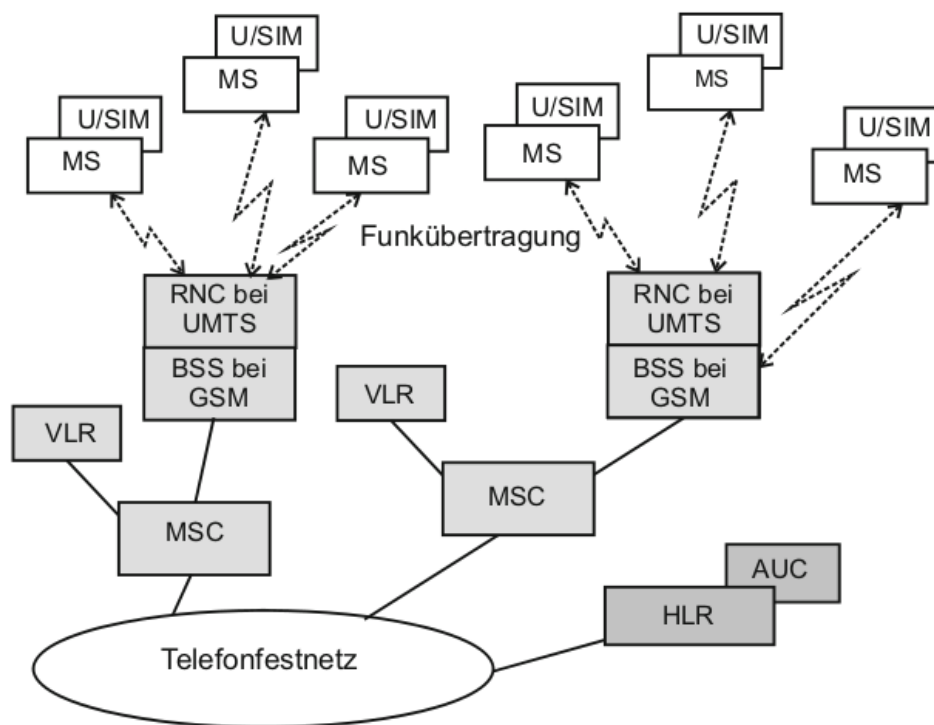 U/SIM
MS
U/SIM
MS
U/SIM
MS
U/SIM
MS
U/SIM
MS
U/SIM
MS
Funkübertragung
RNC bei
UMTS
BSS bei
GSM
RNC bei
UMTS
BSS bei
GSM
VLR
VLR
MSC
MSC
AUC
HLR
Telefonfestnetz